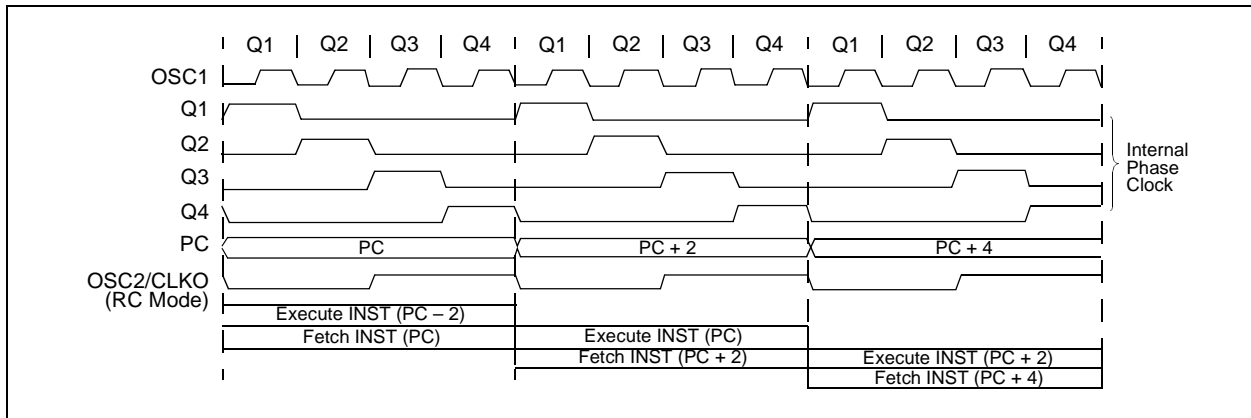 Q1 Q2 Q3 Q4 Q1 Q2 Q3 Q4 Q1 Q2 Q3 Q4
OSC1
Q1
Q2
Q3
Q4
Internal
Phase
Clock
PC PC PC + 2 PC + 4
OSC2/CLKO
(RC Mode)
Execute INST (PC – 2)
Fetch INST (PC) Execute INST (PC)
Fetch INST (PC + 2) Execute INST (PC + 2)
Fetch INST (PC + 4)